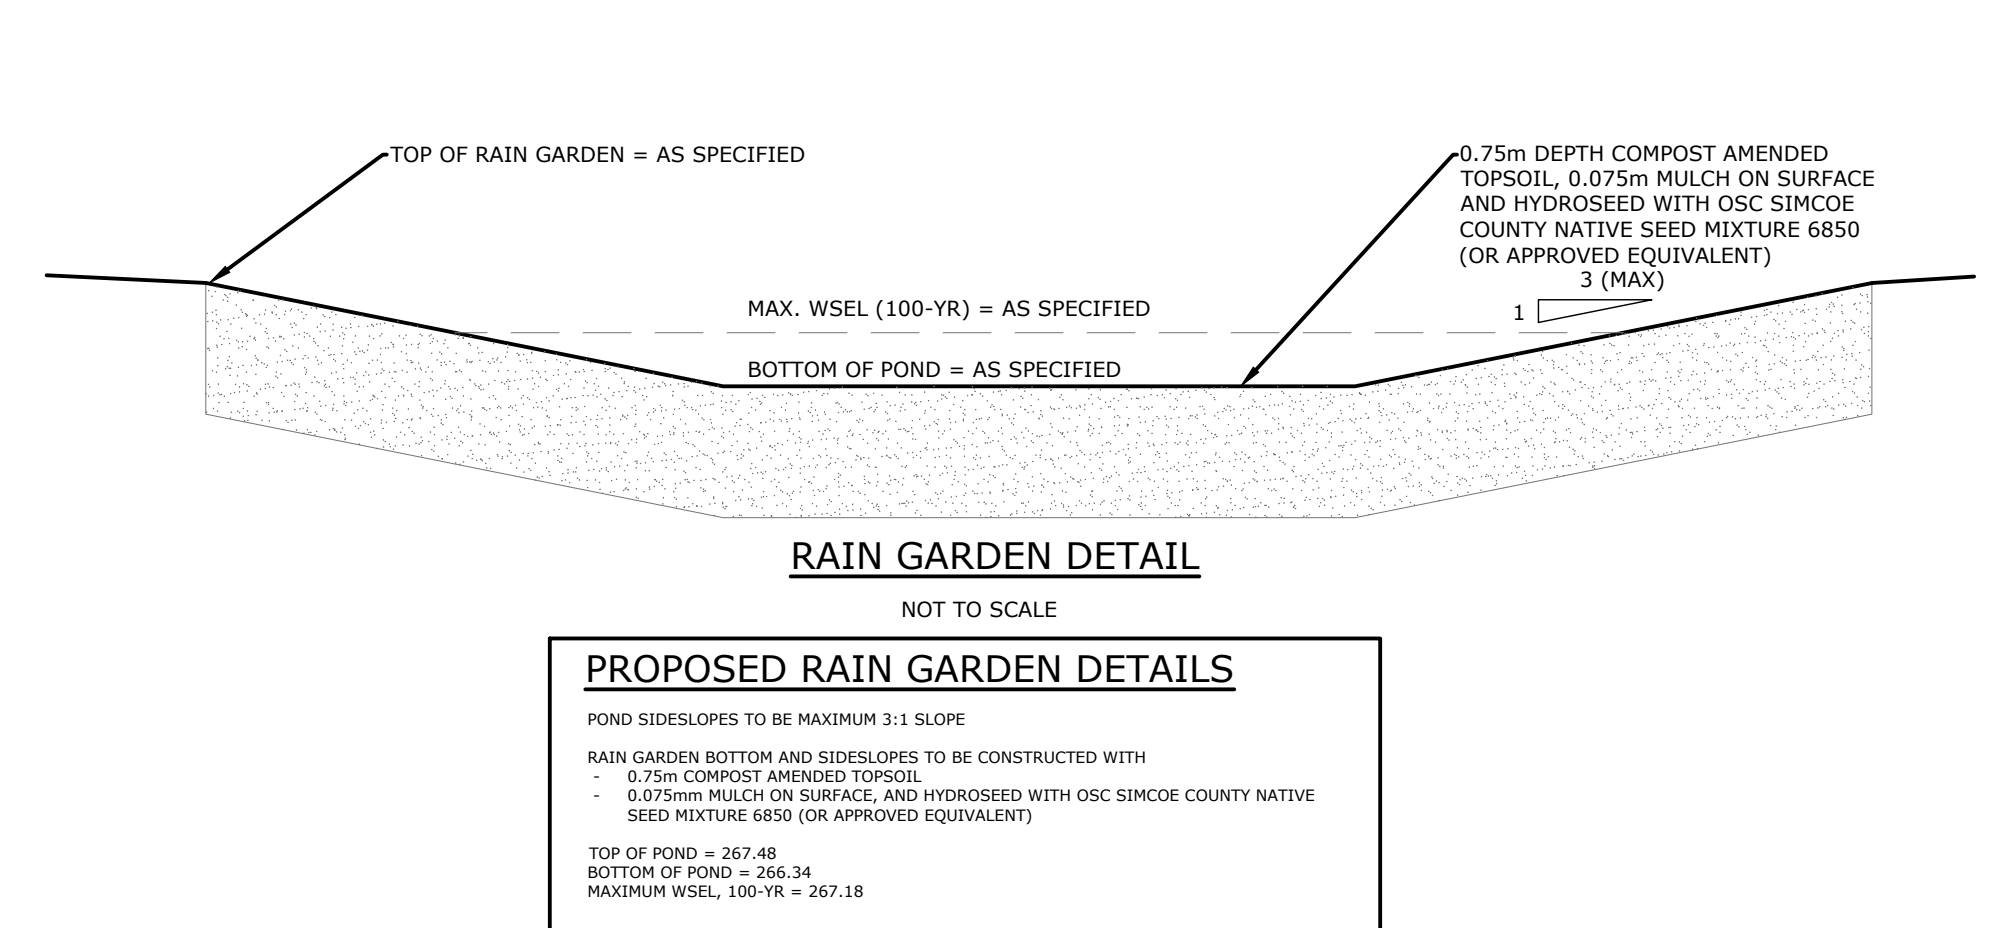 TOP OF RAIN GARDEN = AS SPECIFIED
0.75m DEPTH COMPOST AMENDED
TOPSOIL, 0.075m MULCH ON SURFACE
AND HYDROSEED WITH OSC SIMCOE
COUNTY NATIVE SEED MIXTURE 6850
(OR APPROVED EQUIVALENT)
3 (MAX)
1
MAX. WSEL (100-YR) = AS SPECIFIED
BOTTOM OF POND = AS SPECIFIED
RAIN GARDEN DETAIL
NOT TO SCALE
PROPOSED RAIN GARDEN DETAILS
POND SIDESLOPES TO BE MAXIMUM 3:1 SLOPE
RAIN GARDEN BOTTOM AND SIDESLOPES TO BE CONSTRUCTED WITH
- 0.75m COMPOST AMENDED TOPSOIL
- 0.075mm MULCH ON SURFACE, AND HYDROSEED WITH OSC SIMCOE COUNTY NATIVE
SEED MIXTURE 6850 (OR APPROVED EQUIVALENT)
TOP OF POND = 267.48
BOTTOM OF POND = 266.34
MAXIMUM WSEL, 100-YR = 267.18